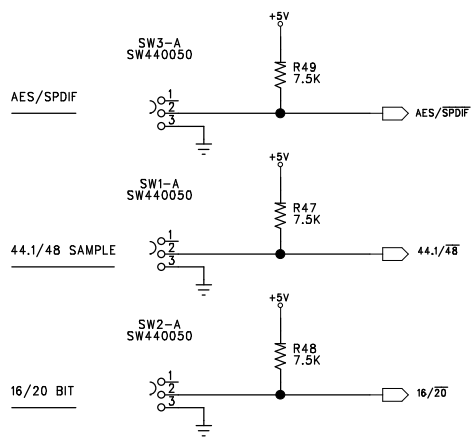 +5V
SW3-A
SW440050
R49
7.5K
AES/SPDIF
1
2
3
AES/SPDIF
+5V
SW1-A
SW440050
R47
7.5K
44.1/48 SAMPLE
1
2
3
44.1/48
+5V
SW2-A
SW440050
R48
7.5K
16/20 BIT
1
2
3
16/20